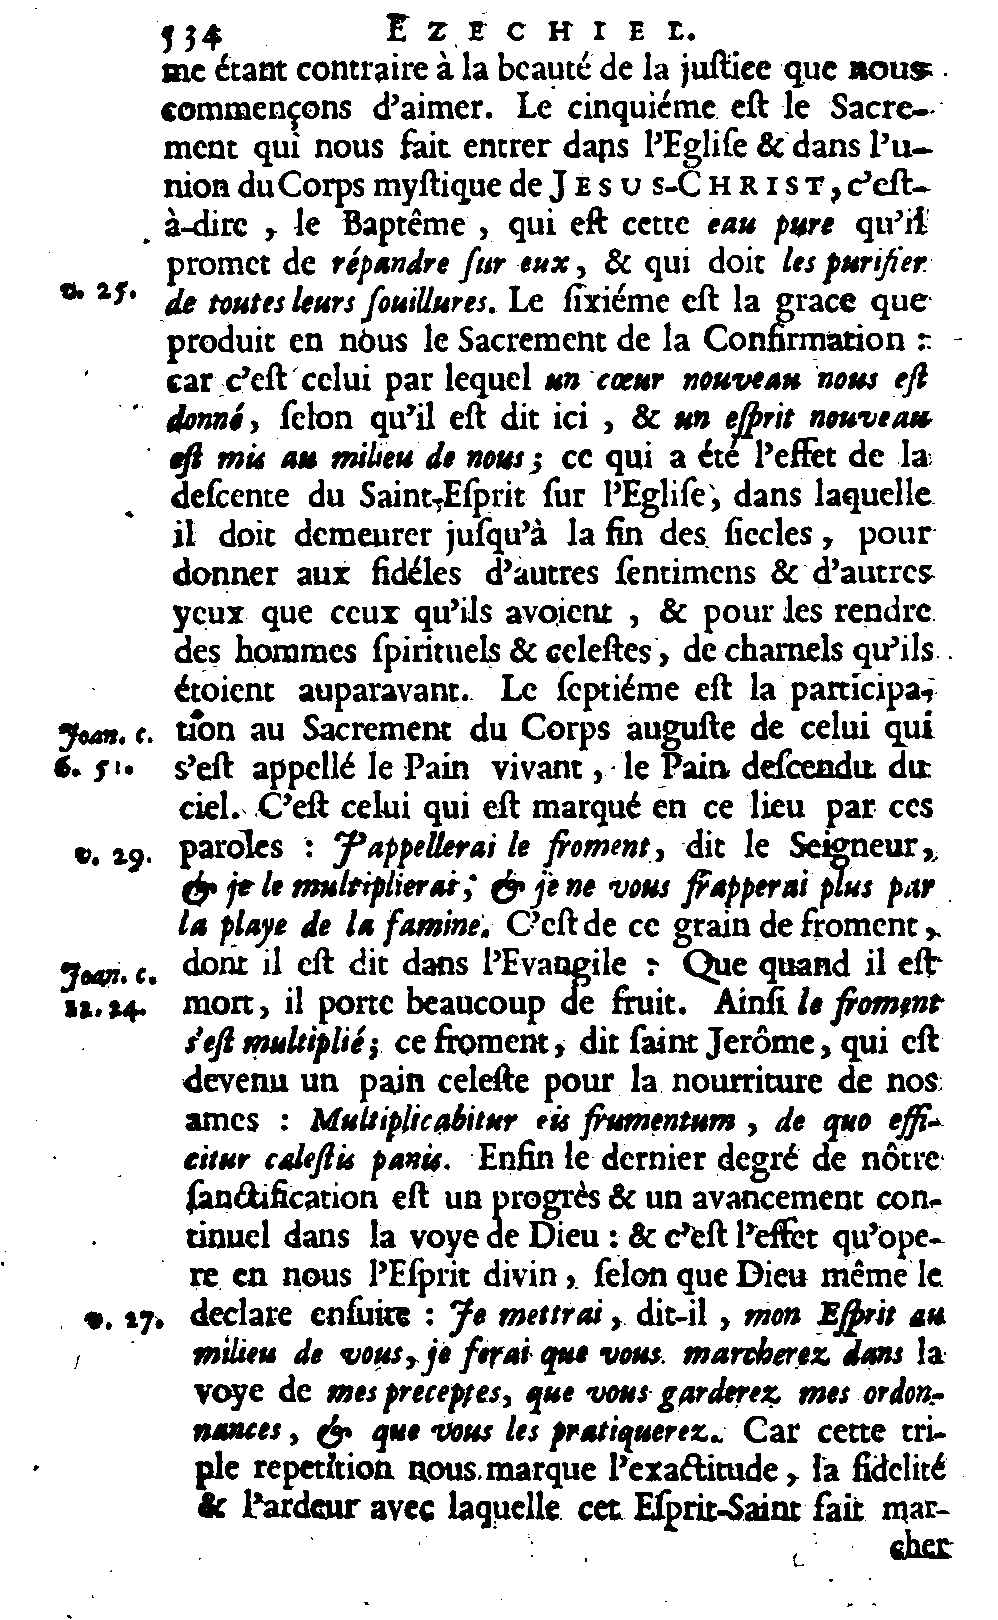 534 EZECHIEL.
me étant contraire à la beauté de la juſtice que nous
commençons d'aimer. Le cinquiéme eſt le Sacre-
ment qui nous fait entrer dans l'Egliſe & dans l'u-
nion du Corps myſtique de JESUS-CHRIST, c'eſt-
à-dire, le Baptême, qui eſt cette eau pure qu'il
promet de répandre ſur eux, & qui doit les purifier
v. 25. de toutes leurs ſouillures. Le ſixiéme eſt la grace que
produit en nous le Sacrement de la Confirmation :
car c'eſt celui par lequel un cœur nouveau nous eſt
donné, ſelon qu'il eſt dit ici, & un eſprit nouveau
eſt mis au milieu de nous; ce qui a été l'effet de la
deſcente du Saint-Eſprit ſur l'Egliſe, dans laquelle
il doit demeurer juſqu'à la fin des ſiecles, pour
donner aux fidéles d'autres ſentimens & d'autres
yeux que ceux qu'ils avoient, & pour les rendre
des hommes ſpirituels & celeſtes, de charnels qu'ils
étoient auparavant. Le ſeptiéme eſt la participa-
Joan. c. tion au Sacrement du Corps auguſte de celui qui
6. 51. s'eſt appellé le Pain vivant, le Pain deſcendu du
ciel. C'eſt celui qui eſt marqué en ce lieu par ces
v. 29. paroles : J'appellerai le froment, dit le Seigneur,
& je le multiplierai; & je ne vous frapperai plus par
la playe de la famine. C'eſt de ce grain de froment,
Joan. c. dont il eſt dit dans l'Evangile : Que quand il eſt
12. 24. mort, il porte beaucoup de fruit. Ainſi le froment
s'eſt multiplié; ce froment, dit ſaint Jerôme, qui eſt
devenu un pain celeſte pour la nourriture de nos
ames : Multiplicabitur eis frumentum, de quo effi-
citur cæleſtis panis. Enfin le dernier degré de nôtre
ſanctification eſt un progrès & un avancement con-
tinuel dans la voye de Dieu : & c'eſt l'effet qu'ope-
re en nous l'Eſprit divin, ſelon que Dieu même le
v. 27. declare enſuite : Je mettrai, dit-il, mon Eſprit au
milieu de vous, je ferai que vous marcherez dans la
voye de mes preceptes, que vous garderez mes ordon-
nances, & que vous les pratiquerez. Car cette tri-
ple repetition nous marque l'exactitude, la fidelité
& l'ardeur avec laquelle cet Eſprit-Saint fait mar-
cher